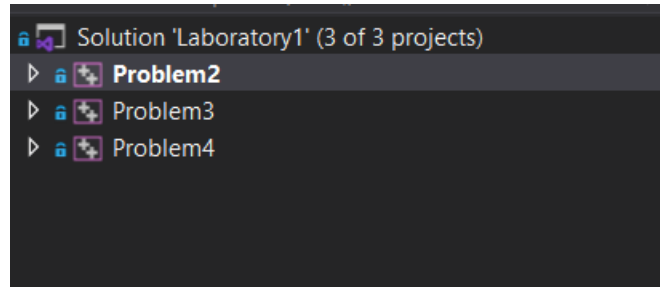 Solution 'Laboratory1' (3 of 3 projects)
Problem2
Problem3
Problem4